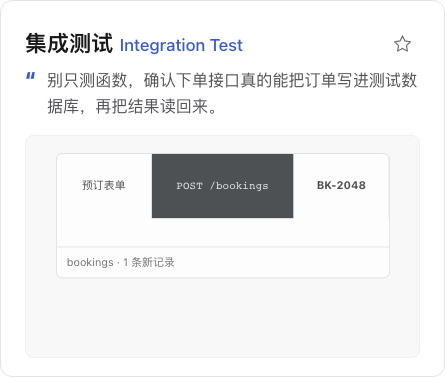 集成测试 Integration Test
“ 别只测函数，确认下单接口真的能把订单写进测试数
据库，再把结果读回来。
预订表单 POST /bookings BK-2048
bookings · 1 条新记录